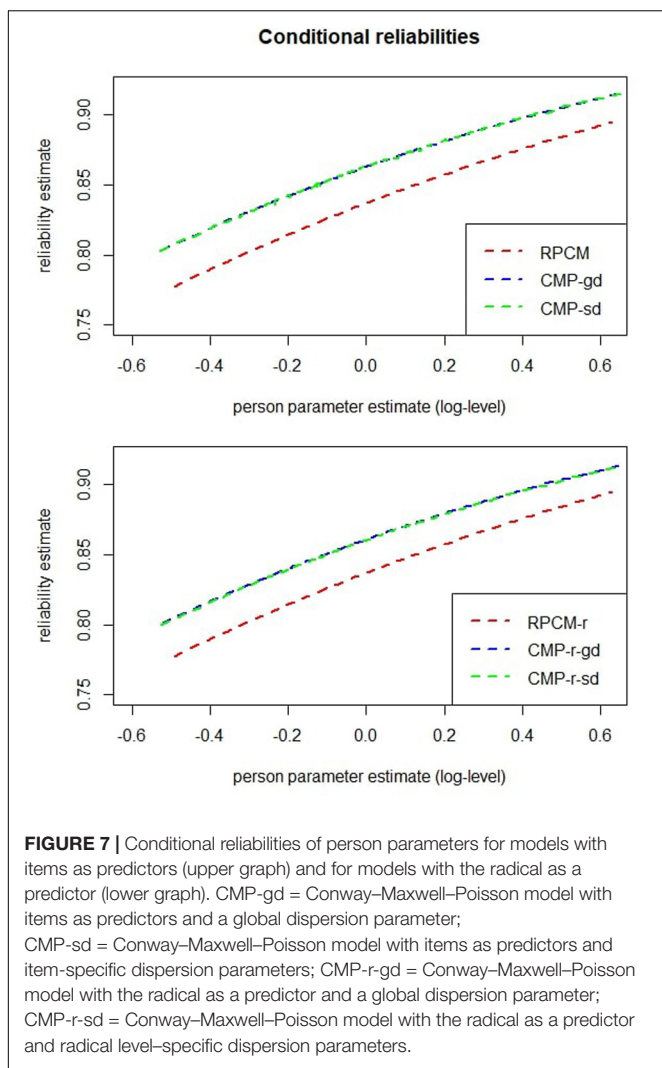 Conditional reliabilities
reliability estimate
0.90
0.85
0.80
0.75
RPCM
CMP-gd
CMP-sd
-0.6 -0.4 -0.2 0.0 0.2 0.4 0.6
person parameter estimate (log-level)
reliability estimate
0.90
0.85
0.80
0.75
RPCM-r
CMP-r-gd
CMP-r-sd
-0.6 -0.4 -0.2 0.0 0.2 0.4 0.6
person parameter estimate (log-level)
FIGURE 7 | Conditional reliabilities of person parameters for models with
items as predictors (upper graph) and for models with the radical as a
predictor (lower graph). CMP-gd = Conway–Maxwell–Poisson model with
items as predictors and a global dispersion parameter;
CMP-sd = Conway–Maxwell–Poisson model with items as predictors and
item-specific dispersion parameters; CMP-r-gd = Conway–Maxwell–Poisson
model with the radical as a predictor and a global dispersion parameter;
CMP-r-sd = Conway–Maxwell–Poisson model with the radical as a predictor
and radical level–specific dispersion parameters.